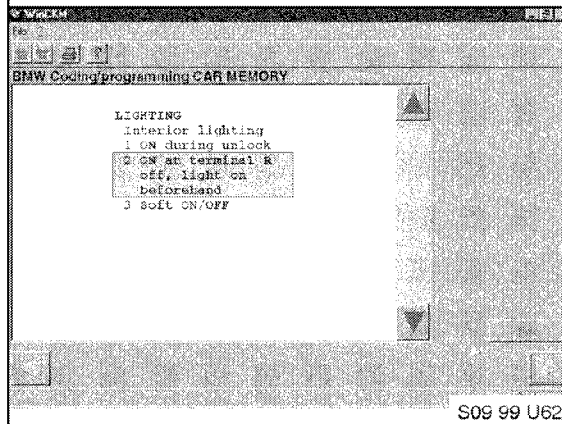 File ?
BMW Coding/programming CAR MEMORY
LIGHTING
Interior lighting
1 ON during unlock
2 ON at terminal R
off, light on
beforehand
3 Soft ON/OFF
S09 99 U62